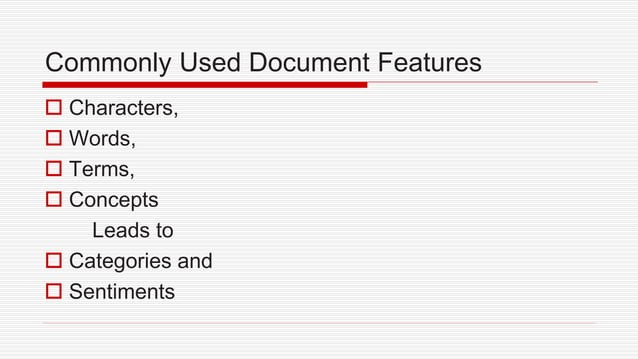 Commonly Used Document Features
Characters,
Words,
Terms,
Concepts
Leads to
Categories and
Sentiments